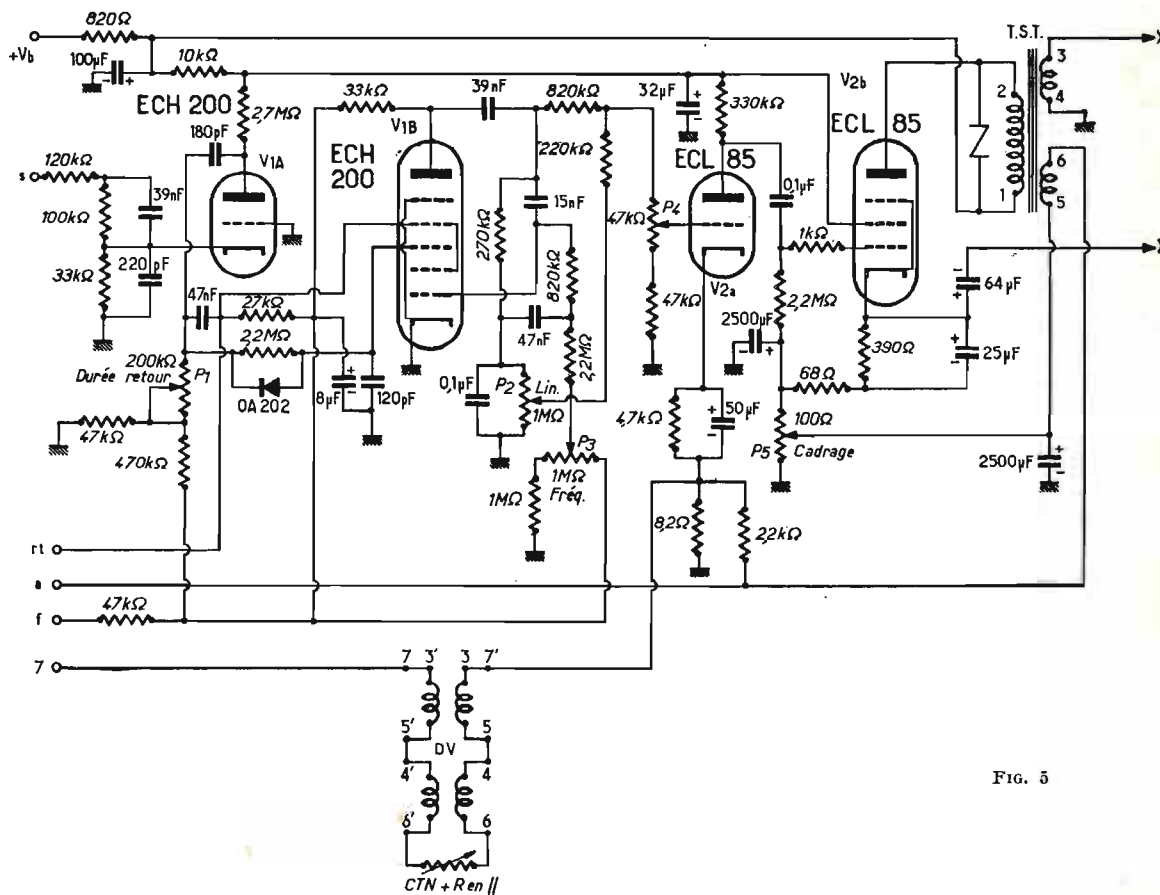 820Ω
+Vb
100µF
10kΩ
ECH 200
2,7MΩ
180pF
V1A
120kΩ
s
39nF
100kΩ
220pF
33kΩ
47nF
27kΩ
2,2MΩ
200kΩ
Durée retour
P1
OA 202
8µF
120pF
47kΩ
470kΩ
33kΩ
V1B
ECH
200
39nF
820kΩ
220kΩ
15nF
270kΩ
820kΩ
47nF
2,2MΩ
0,1µF
P2
Lin.
1MΩ
P3
1MΩ
Fréq.
1MΩ
32µF
330kΩ
ECL 85
47kΩ
P4
V2a
47kΩ
0,1µF
1kΩ
2,2MΩ
2500µF
4,7kΩ
50µF
8,2Ω
2,2kΩ
V2b
ECL 85
390Ω
68Ω
100Ω
P5
Cadrage
64µF
25µF
2500µF
T.S.T.
2
1
3
4
6
5
rt
a
f
47kΩ
7
7 3' 3 7'
5' 5
DV
4' 4
6' 6
CTN + R en //
FIG. 5